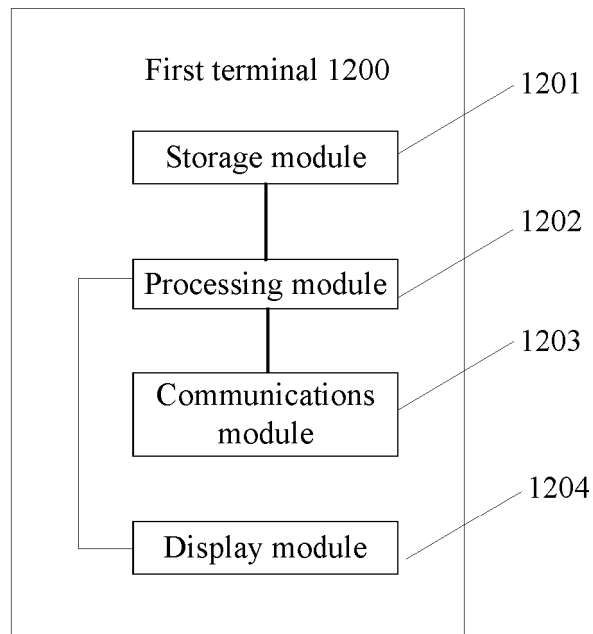 First terminal 1200
1201
Storage module
1202
Processing module
1203
Communications
module
1204
Display module